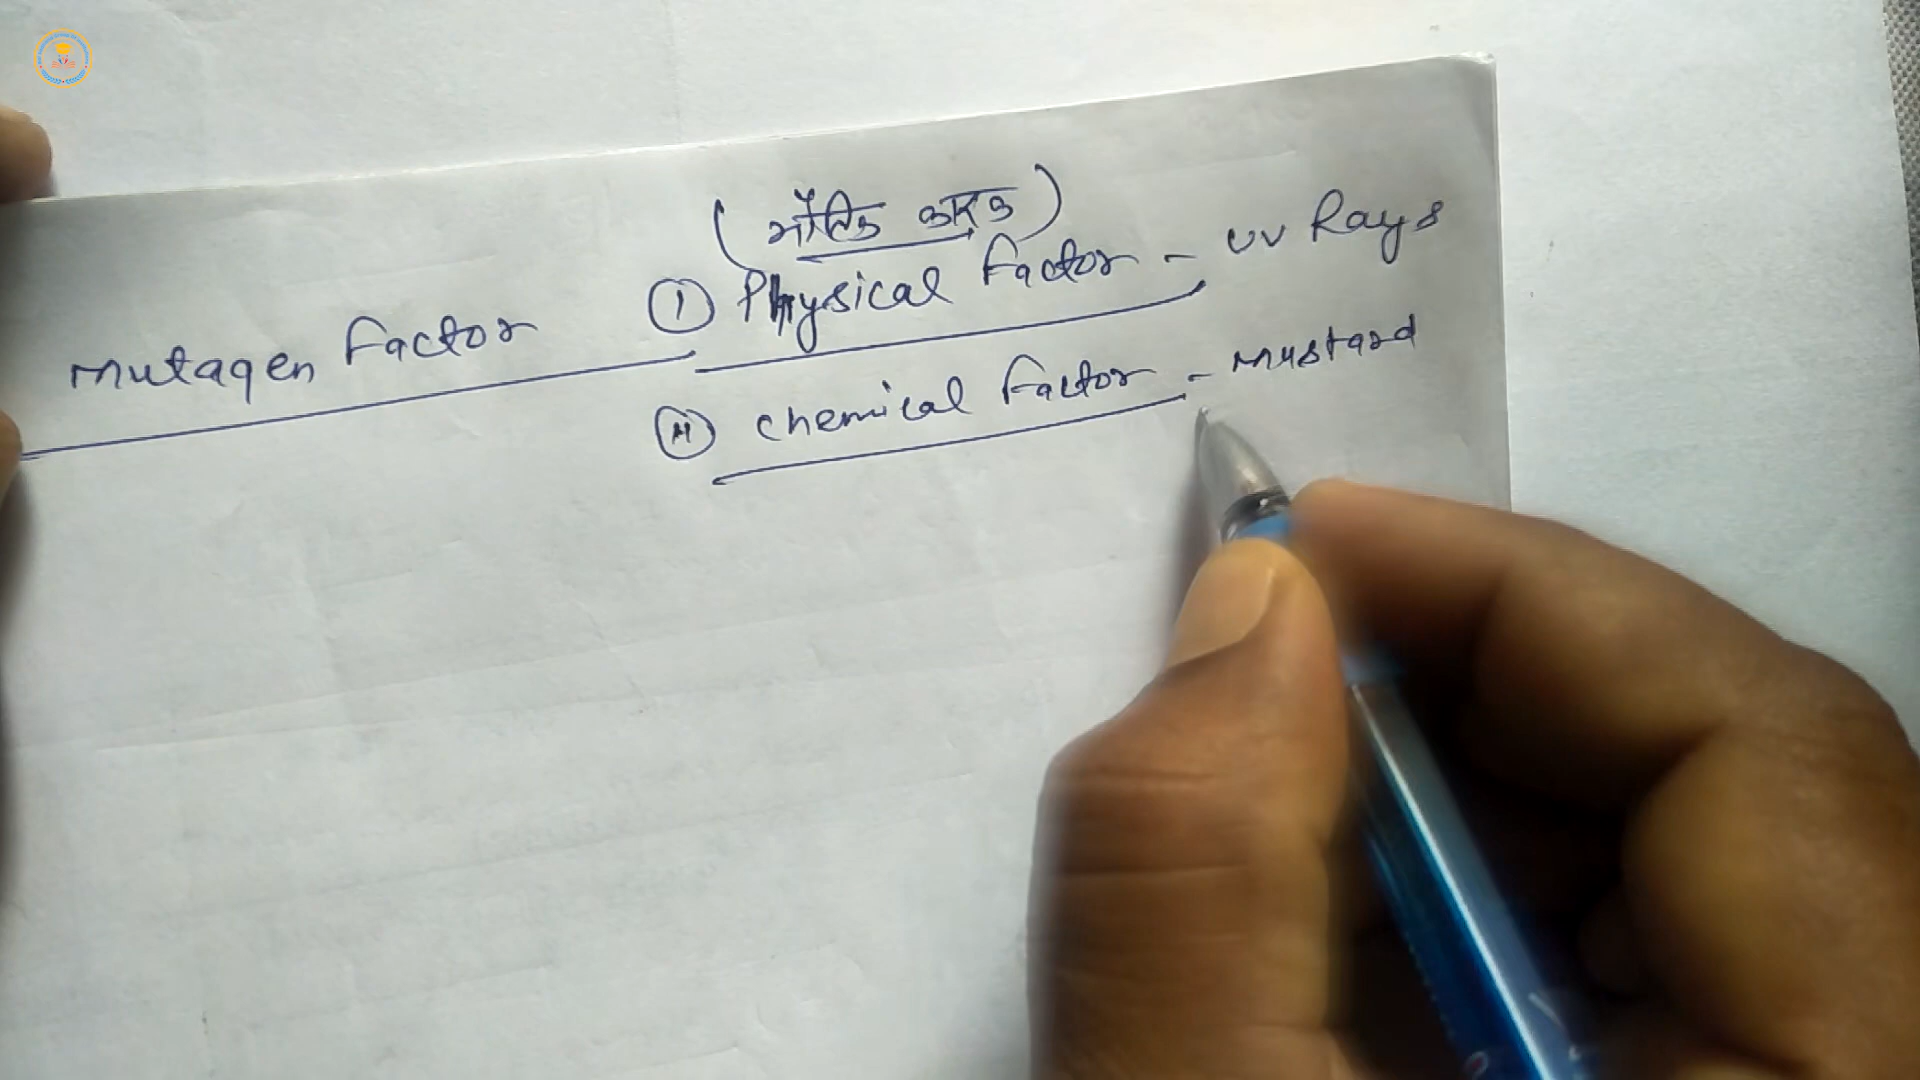 (भौतिक कारक)
Mutagen Factor
① Physical Factor - UV Rays
② Chemical Factor - Mustard